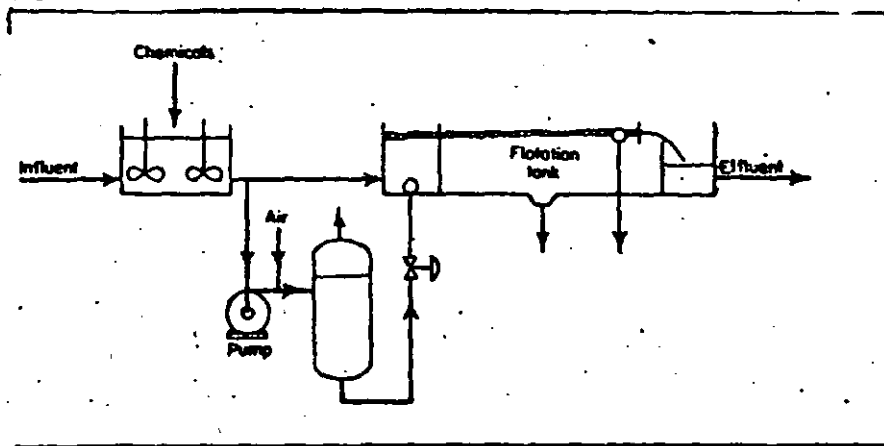 Chemicals
Influent
Air
Pump
Flotation
tank
Effluent